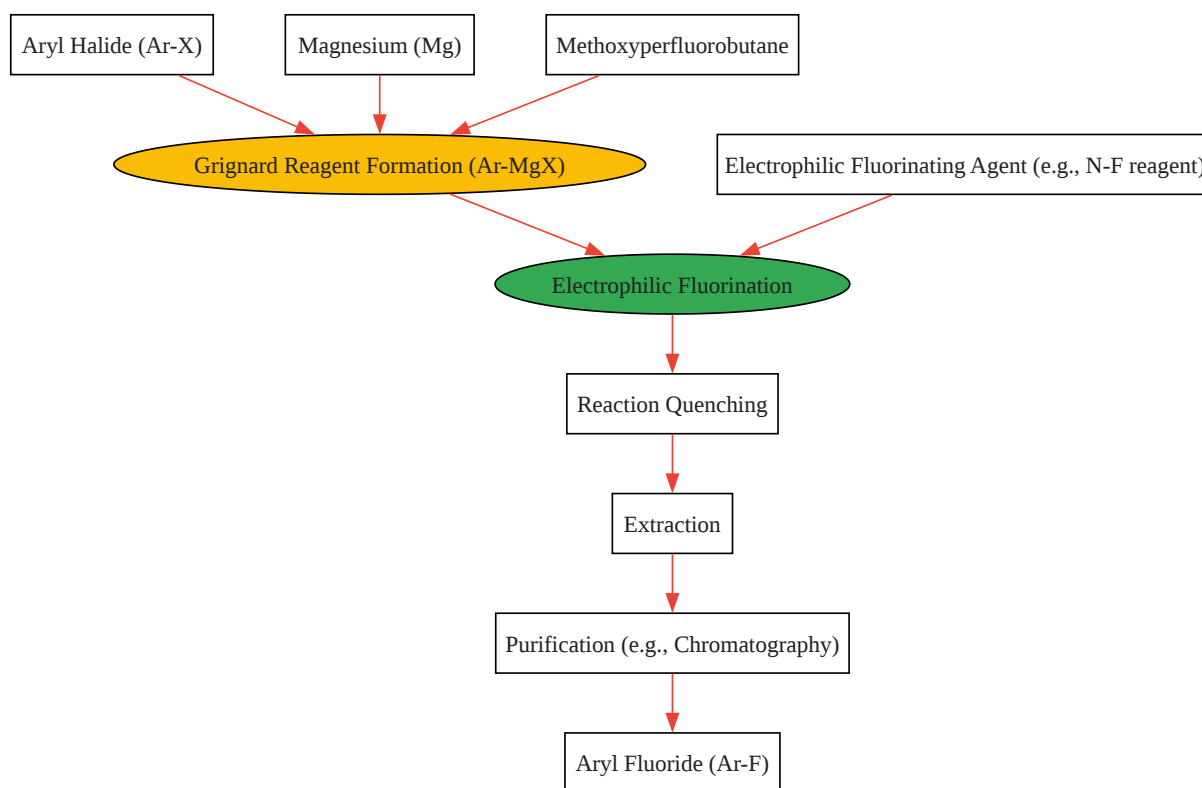 Aryl Halide (Ar-X)
Magnesium (Mg)
Methoxyperfluorobutane
Grignard Reagent Formation (Ar-MgX)
Electrophilic Fluorinating Agent (e.g., N-F reagent)
Electrophilic Fluorination
Reaction Quenching
Extraction
Purification (e.g., Chromatography)
Aryl Fluoride (Ar-F)